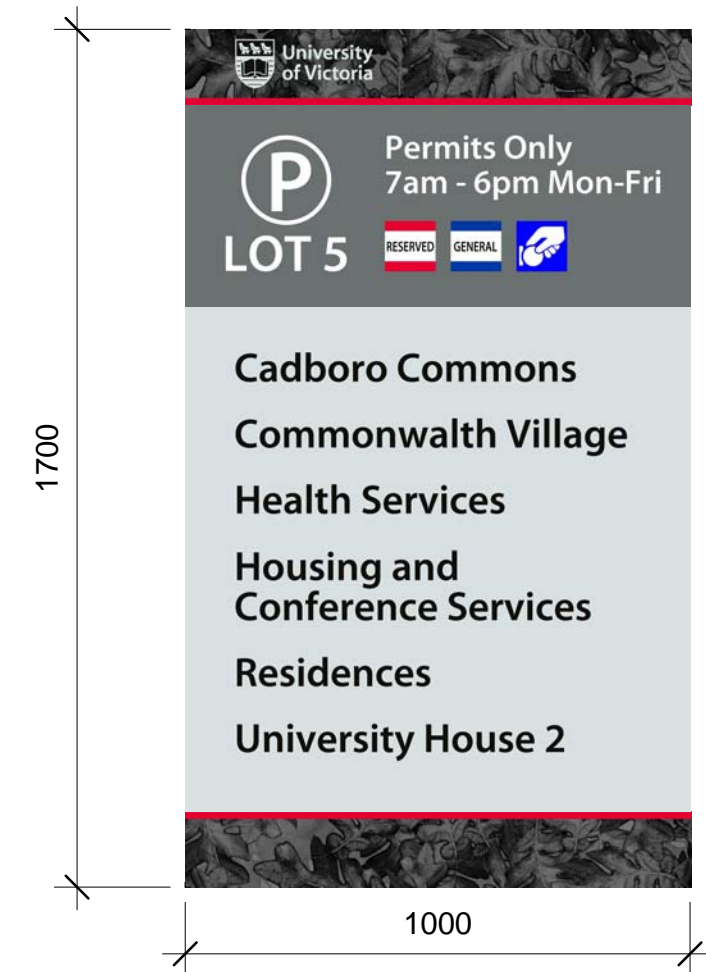 University
of Victoria
P
LOT 5
Permits Only
7am - 6pm Mon-Fri
RESERVED
GENERAL
Cadboro Commons
Commonwalth Village
Health Services
Housing and
Conference Services
Residences
University House 2
1700
1000